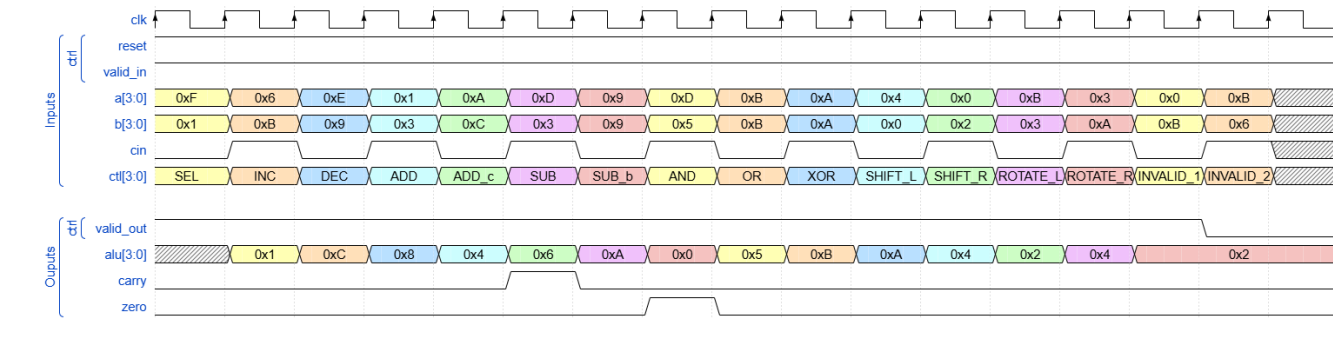 clk
reset
valid_in
ctrl
Inputs
a[3:0] 0xF 0x6 0xE 0x1 0xA 0xD 0x9 0xD 0xB 0xA 0x4 0x0 0xB 0x3 0x0 0xB
b[3:0] 0x1 0xB 0x9 0x3 0xC 0x3 0x9 0x5 0xB 0xA 0x0 0x2 0x3 0xA 0xB 0x6
cin
ctl[3:0] SEL INC DEC ADD ADD_c SUB SUB_b AND OR XOR SHIFT_L SHIFT_R ROTATE_L ROTATE_R INVALID_1 INVALID_2
ctrl
valid_out
Ouputs
alu[3:0] 0x1 0xC 0x8 0x4 0x6 0xA 0x0 0x5 0xB 0xA 0x4 0x2 0x4 0x2
carry
zero